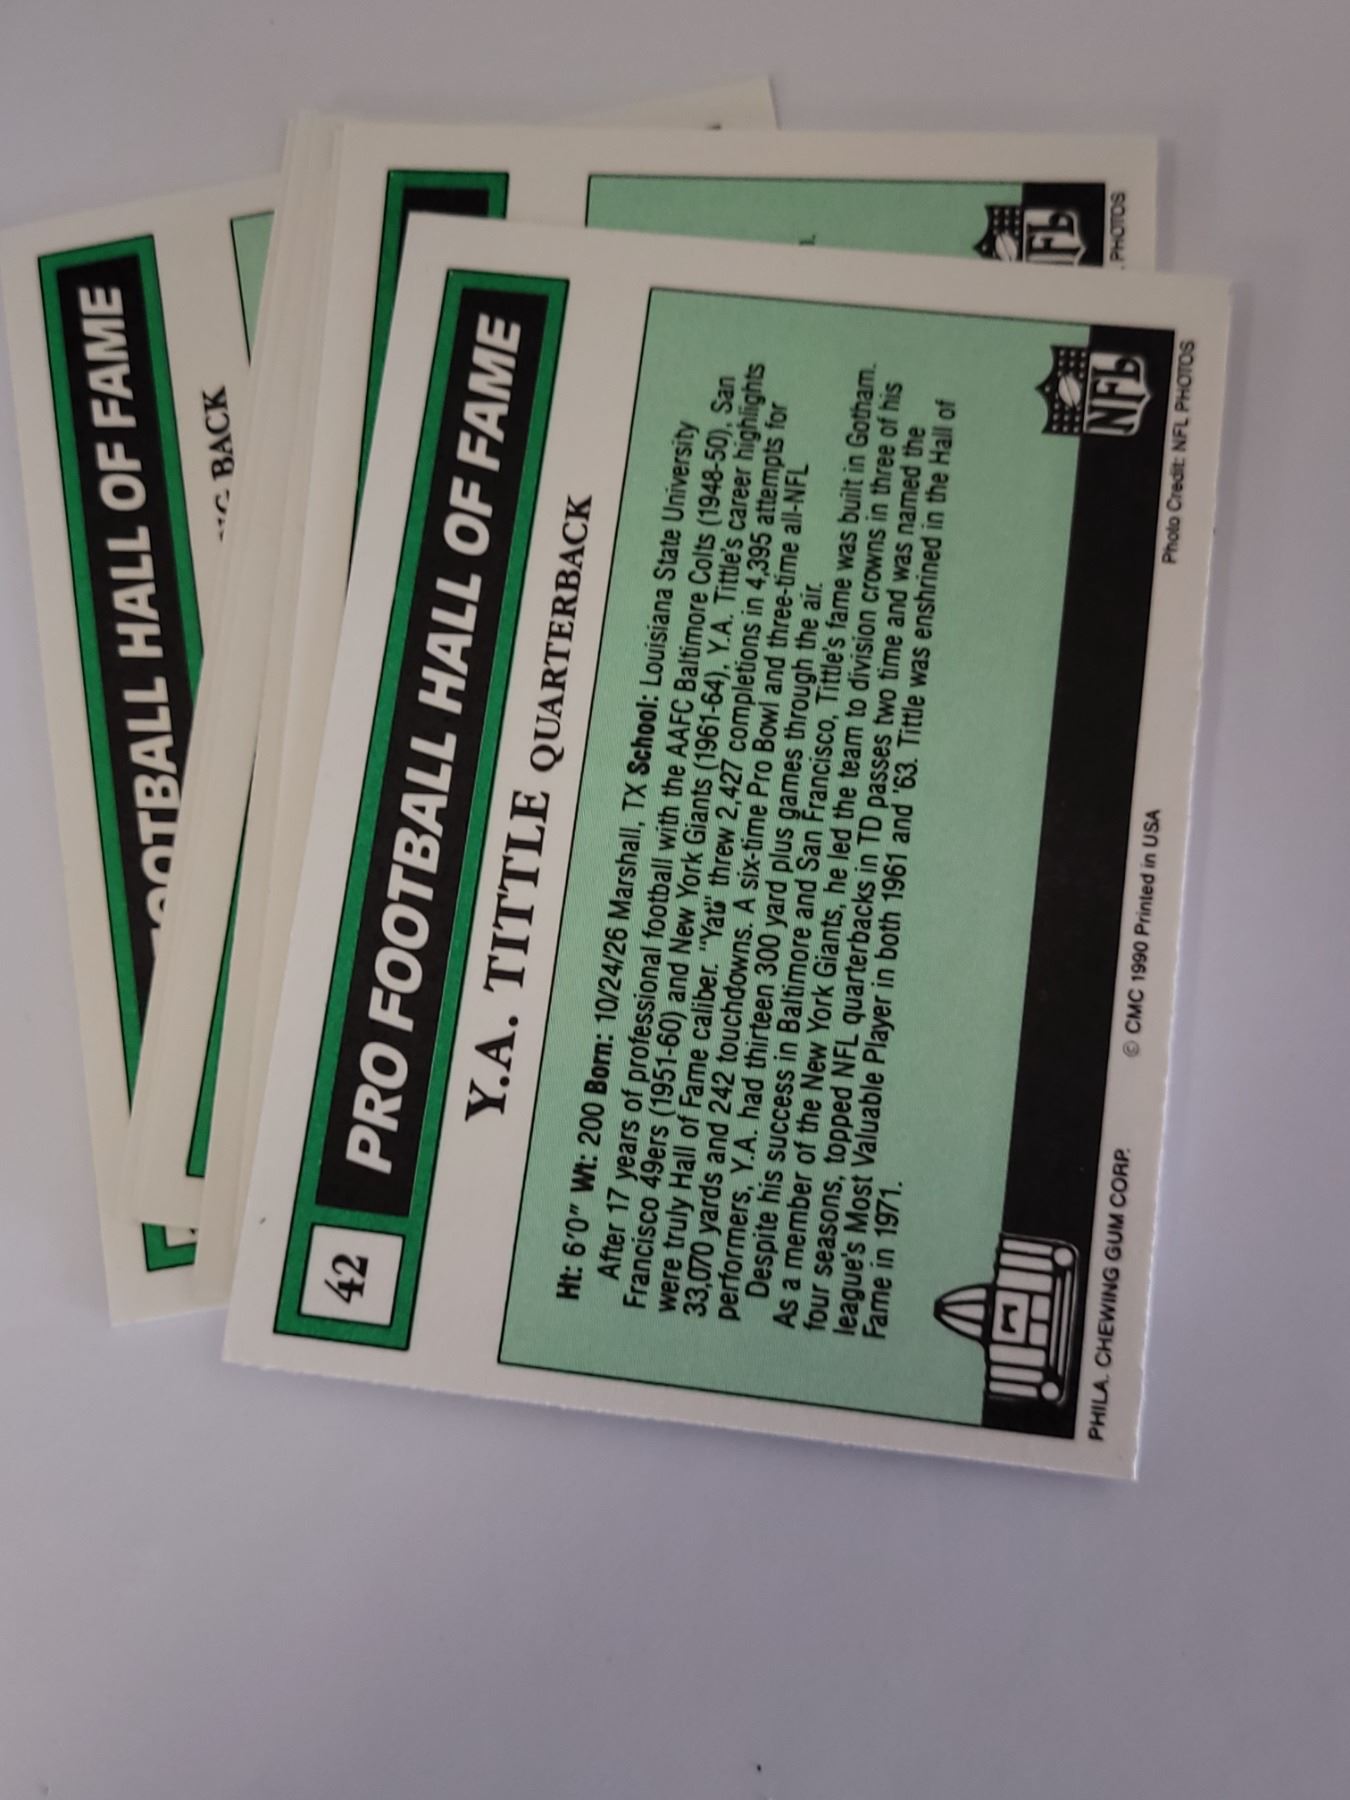 42
PRO FOOTBALL HALL OF FAME
Y.A. TITTLE QUARTERBACK
Ht: 6'0" Wt: 200 Born: 10/24/26 Marshall, TX School: Louisiana State University
After 17 years of professional football with the AAFC Baltimore Colts (1948-50), San
Francisco 49ers (1951-60) and New York Giants (1961-64), Y.A. Tittle's career highlights
were truly Hall of Fame caliber. "Yat" threw 2,427 completions in 4,395 attempts for
33,070 yards and 242 touchdowns. A six-time Pro Bowl and three-time all-NFL
performers, Y.A. had thirteen 300 yard plus games through the air.
Despite his success in Baltimore and San Francisco, Tittle's fame was built in Gotham.
As a member of the New York Giants, he led the team to division crowns in three of his
four seasons, topped NFL quarterbacks in TD passes two time and was named the
league's Most Valuable Player in both 1961 and '63. Tittle was enshrined in the Hall of
Fame in 1971.
NFL
PHILA. CHEWING GUM CORP.
© CMC 1990 Printed in USA
Photo Credit: NFL PHOTOS
FL
PHOTOS
FOOTBALL HALL OF FAME
BACK